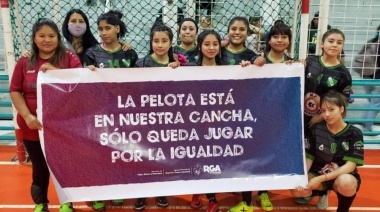 LA PELOTA ESTÁ
EN NUESTRA CANCHA,
SÓLO QUEDA JUGAR
POR LA IGUALDAD
RGA